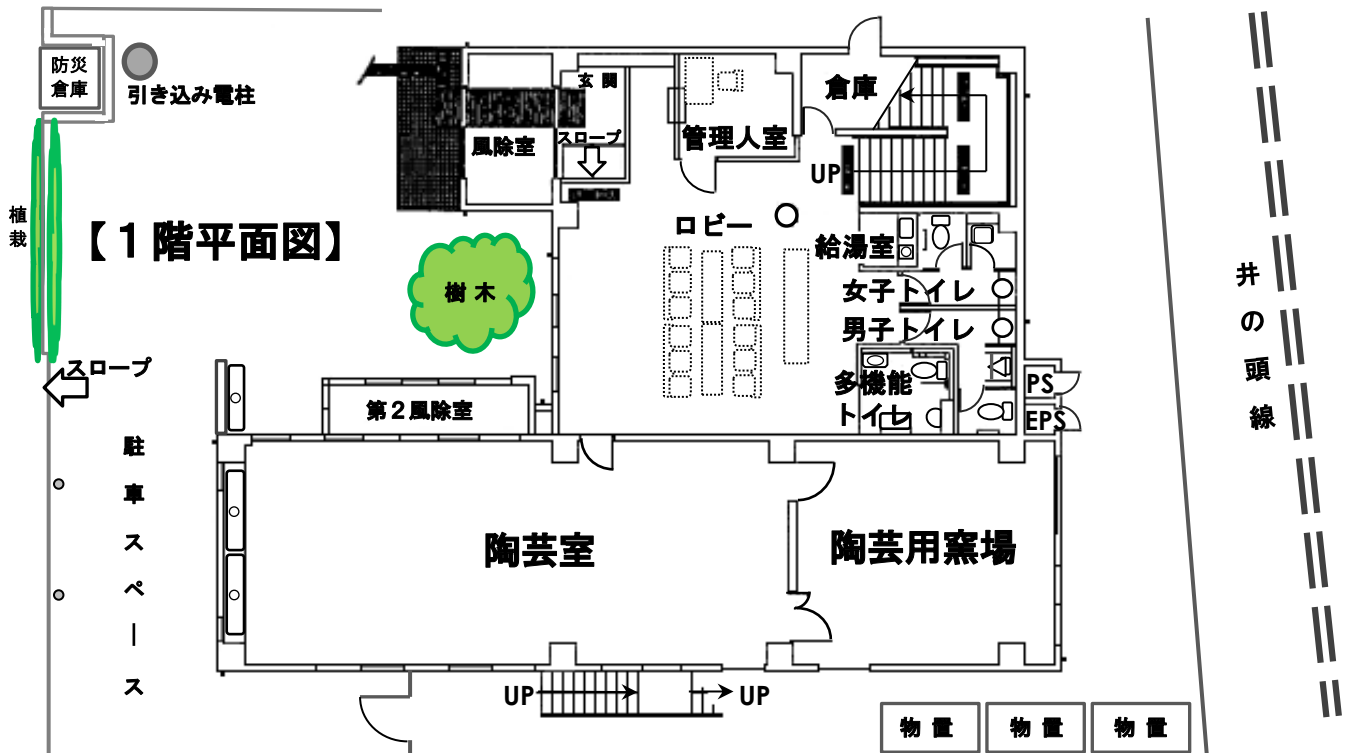 防災
倉庫
引き込み電柱
玄関
風除室
スロープ
管理人室
倉庫
UP
植栽
【１階平面図】
ロビー
給湯室
樹木
女子トイレ
男子トイレ
井の頭線
スロープ
第２風除室
多機能
トイレ
PS
EPS
駐車スペース
陶芸室
陶芸用窯場
UP
UP
物置
物置
物置